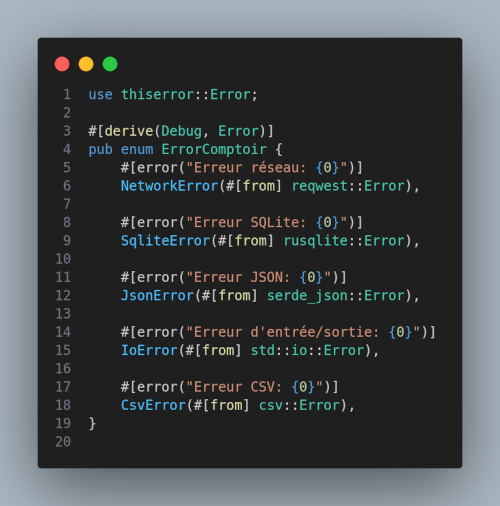 1 use thiserror::Error;
2
3 #[derive(Debug, Error)]
4 pub enum ErrorComptoir {
5     #[error("Erreur réseau: {0}")]
6     NetworkError(#[from] reqwest::Error),
7
8     #[error("Erreur SQLite: {0}")]
9     SqliteError(#[from] rusqlite::Error),
10
11     #[error("Erreur JSON: {0}")]
12     JsonError(#[from] serde_json::Error),
13
14     #[error("Erreur d'entrée/sortie: {0}")]
15     IoError(#[from] std::io::Error),
16
17     #[error("Erreur CSV: {0}")]
18     CsvError(#[from] csv::Error),
19 }
20